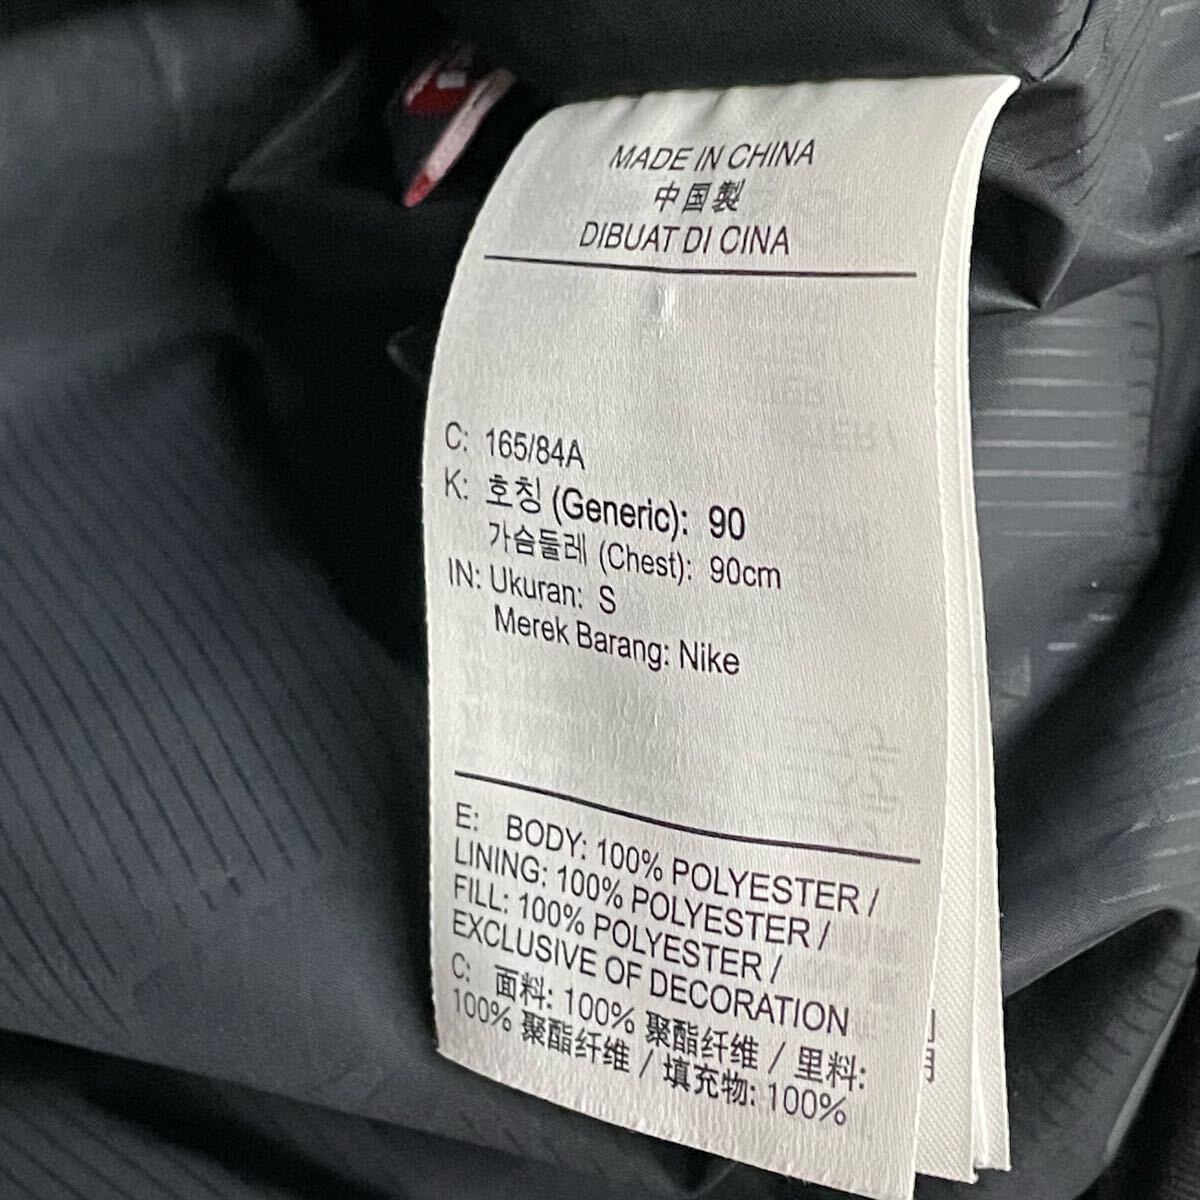 MADE IN CHINA
中国製
DIBUAT DI CINA
C: 165/84A
K: 호칭 (Generic): 90
가슴둘레 (Chest): 90cm
IN: Ukuran: S
Merek Barang: Nike
E: BODY: 100% POLYESTER /
LINING: 100% POLYESTER /
FILL: 100% POLYESTER /
EXCLUSIVE OF DECORATION
C: 面料: 100% 聚酯纤维 / 里料:
100% 聚酯纤维 / 填充物: 100%